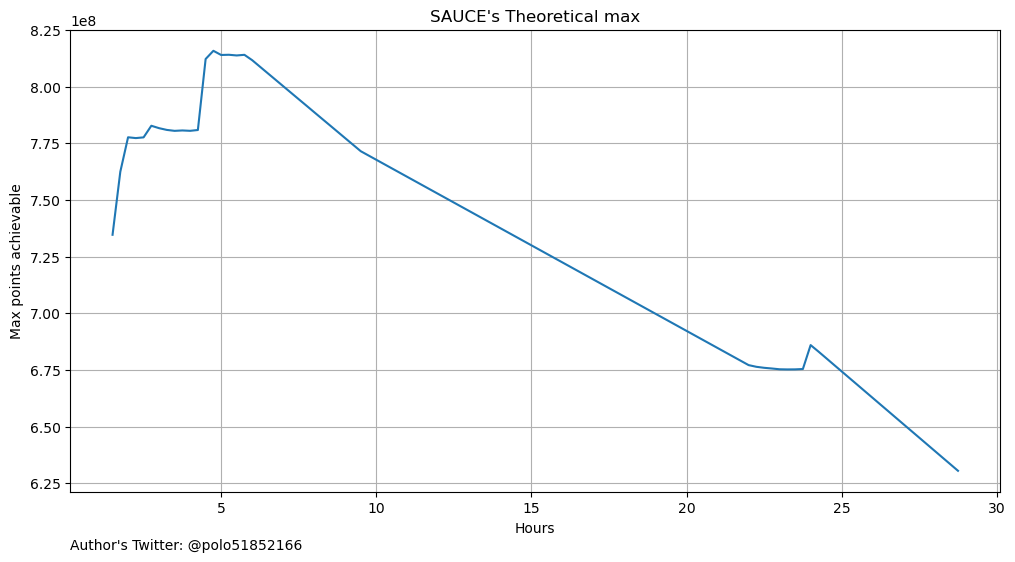 SAUCE's Theoretical max
1e8
8.25
8.00
7.75
7.50
7.25
7.00
6.75
6.50
6.25
Max points achievable
5 10 15 20 25 30
Hours
Author's Twitter: @polo51852166